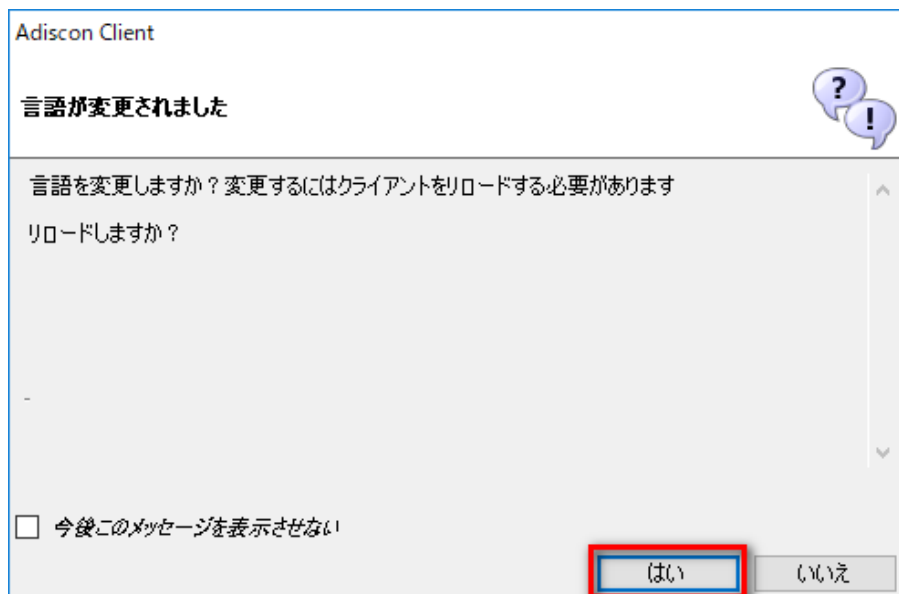 Adiscon Client
言語が変更されました
言語を変更しますか？変更するにはクライアントをリロードする必要があります
リロードしますか？
-
今後このメッセージを表示させない
はい
いいえ